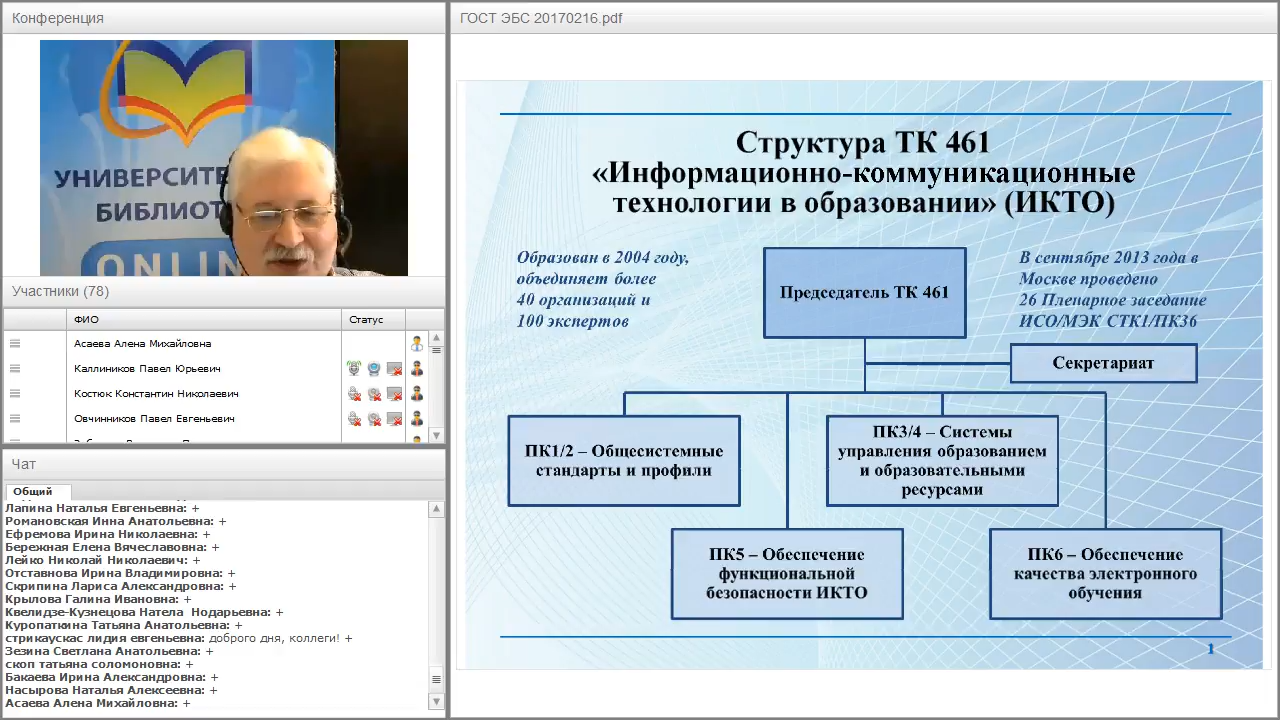 Конференция
УНИВЕРСИТЕ
БИБЛИОТ
ONLIN
Участники (78)
ФИО
Статус
Асаева Алена Михайловна
Каллиников Павел Юрьевич
Костюк Константин Николаевич
Овчинников Павел Евгеньевич
Чат
Общий
Лапина Наталья Евгеньевна: +
Романовская Инна Анатольевна: +
Ефремова Ирина Николаевна: +
Бережная Елена Вячеславовна: +
Лейко Николай Николаевич: +
Отставнова Ирина Владимировна: +
Скрипина Лариса Александровна: +
Крылова Галина Ивановна: +
Квелидзе-Кузнецова Натела  Нодарьевна: +
Куропаткина Татьяна Анатольевна: +
стрикаускас лидия евгеньевна: доброго дня, коллеги! +
Зезина Светлана Анатольевна: +
скоп татьяна соломоновна: +
Бакаева Ирина Александровна: +
Насырова Наталья Алексеевна: +
Асаева Алена Михайловна: +
ГОСТ ЭБС 20170216.pdf
Структура ТК 461
«Информационно-коммуникационные
технологии в образовании» (ИКТО)
Образован в 2004 году,
объединяет более
40 организаций и
100 экспертов
Председатель ТК 461
В сентябре 2013 года в
Москве проведено
26 Пленарное заседание
ИСО/МЭК СТК1/ПК36
Секретариат
ПК1/2 – Общесистемные
стандарты и профили
ПК3/4 – Системы
управления образованием
и образовательными
ресурсами
ПК5 – Обеспечение
функциональной
безопасности ИКТО
ПК6 – Обеспечение
качества электронного
обучения
1